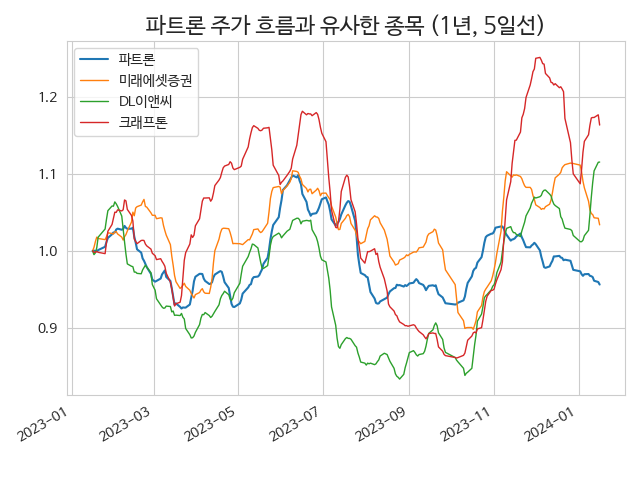 파트론 주가 흐름과 유사한 종목 (1년, 5일선)
파트론
미래에셋증권
DL이앤씨
크래프톤
1.2
1.1
1.0
0.9
2023-01
2023-03
2023-05
2023-07
2023-09
2023-11
2024-01